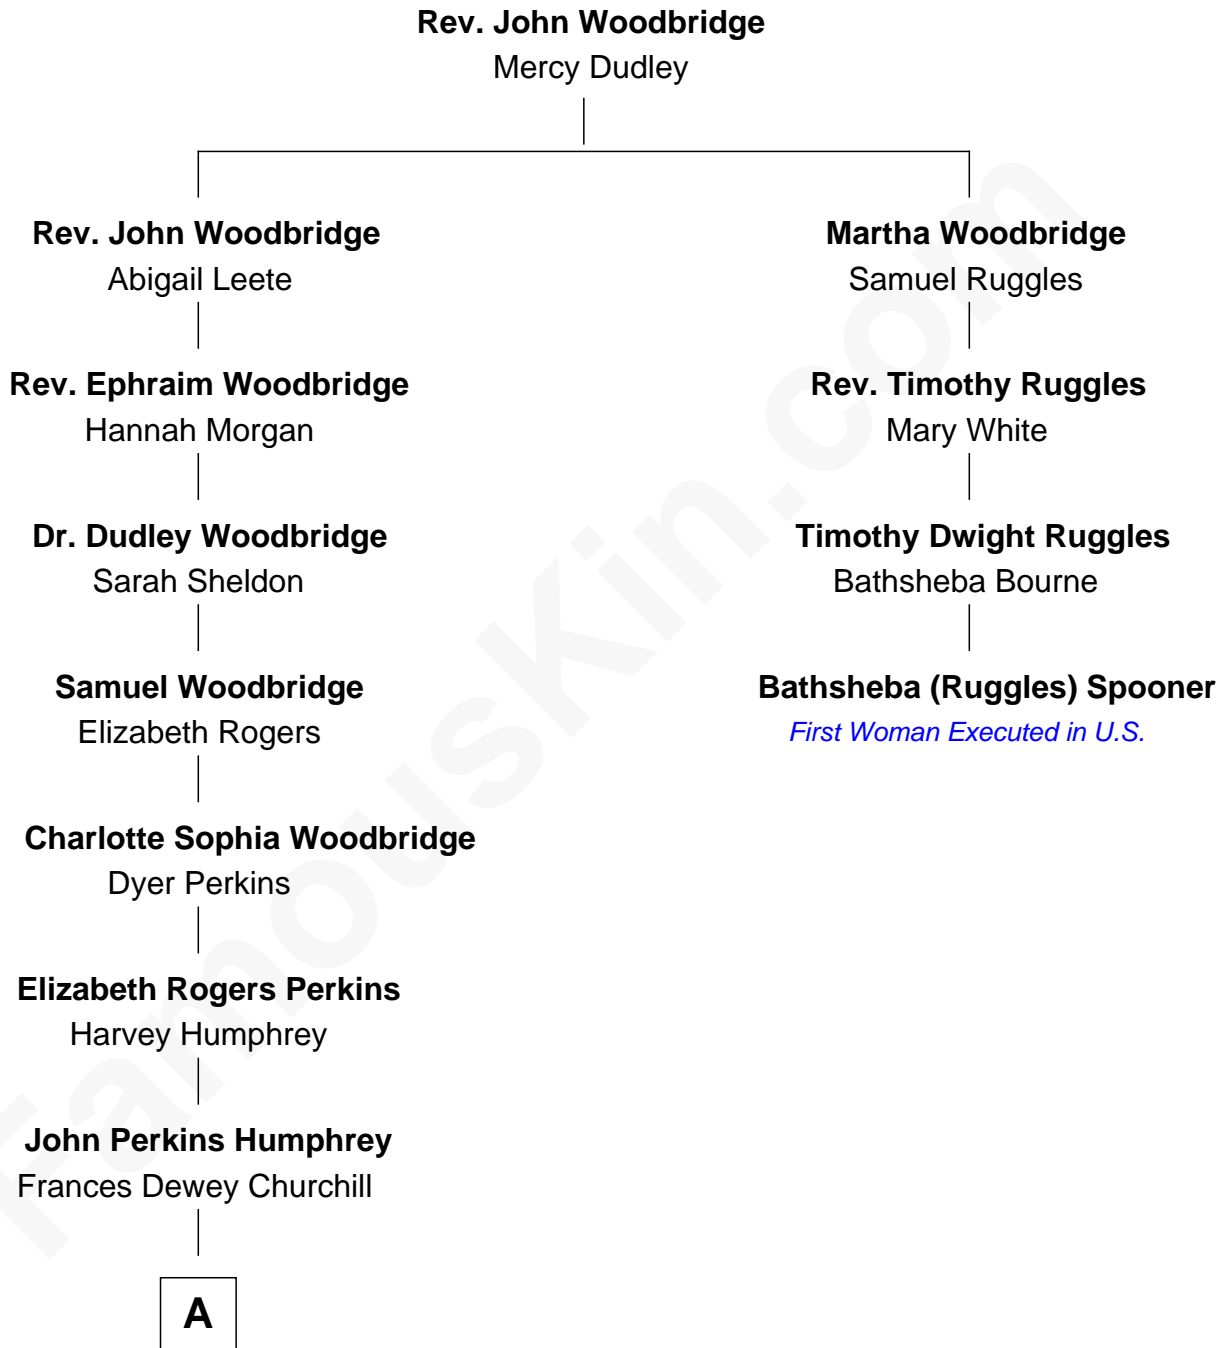 Rev. John Woodbridge
Mercy Dudley
Rev. John Woodbridge
Abigail Leete
Rev. Ephraim Woodbridge
Hannah Morgan
Dr. Dudley Woodbridge
Sarah Sheldon
Samuel Woodbridge
Elizabeth Rogers
Charlotte Sophia Woodbridge
Dyer Perkins
Elizabeth Rogers Perkins
Harvey Humphrey
John Perkins Humphrey
Frances Dewey Churchill
A
Martha Woodbridge
Samuel Ruggles
Rev. Timothy Ruggles
Mary White
Timothy Dwight Ruggles
Bathsheba Bourne
Bathsheba (Ruggles) Spooner
First Woman Executed in U.S.
FamousKin.com